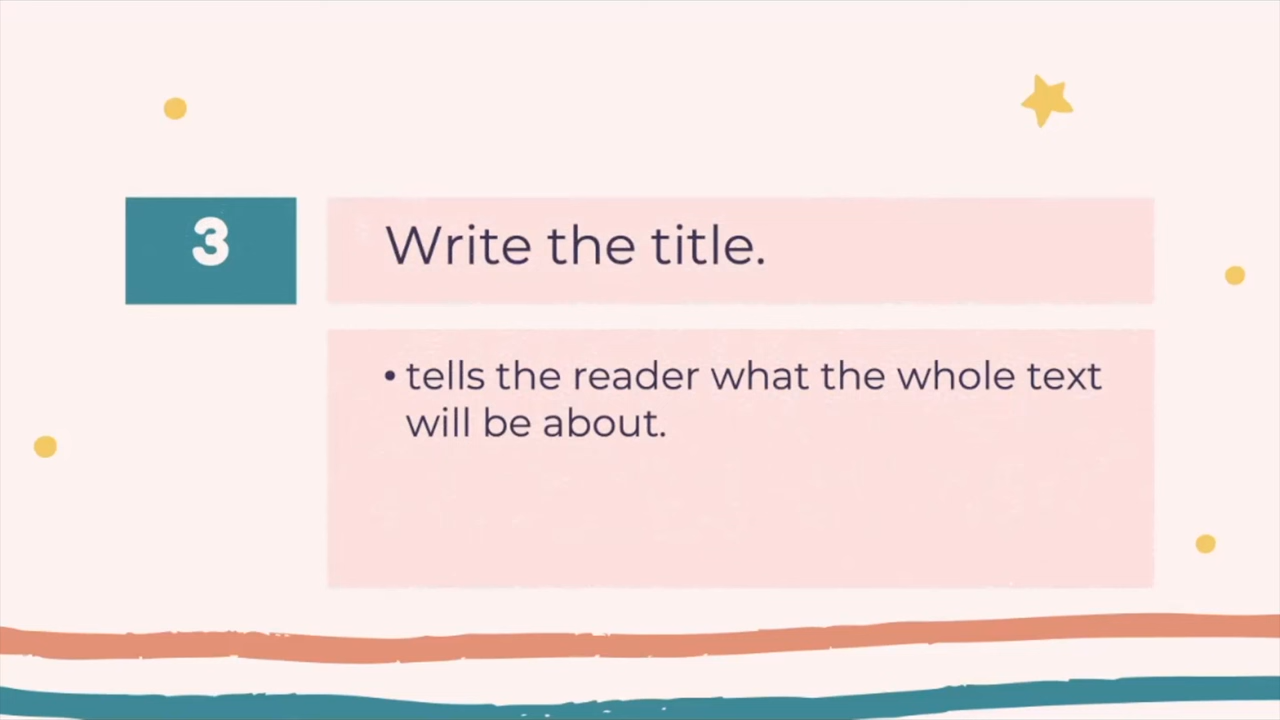 3
Write the title.
• tells the reader what the whole text
will be about.